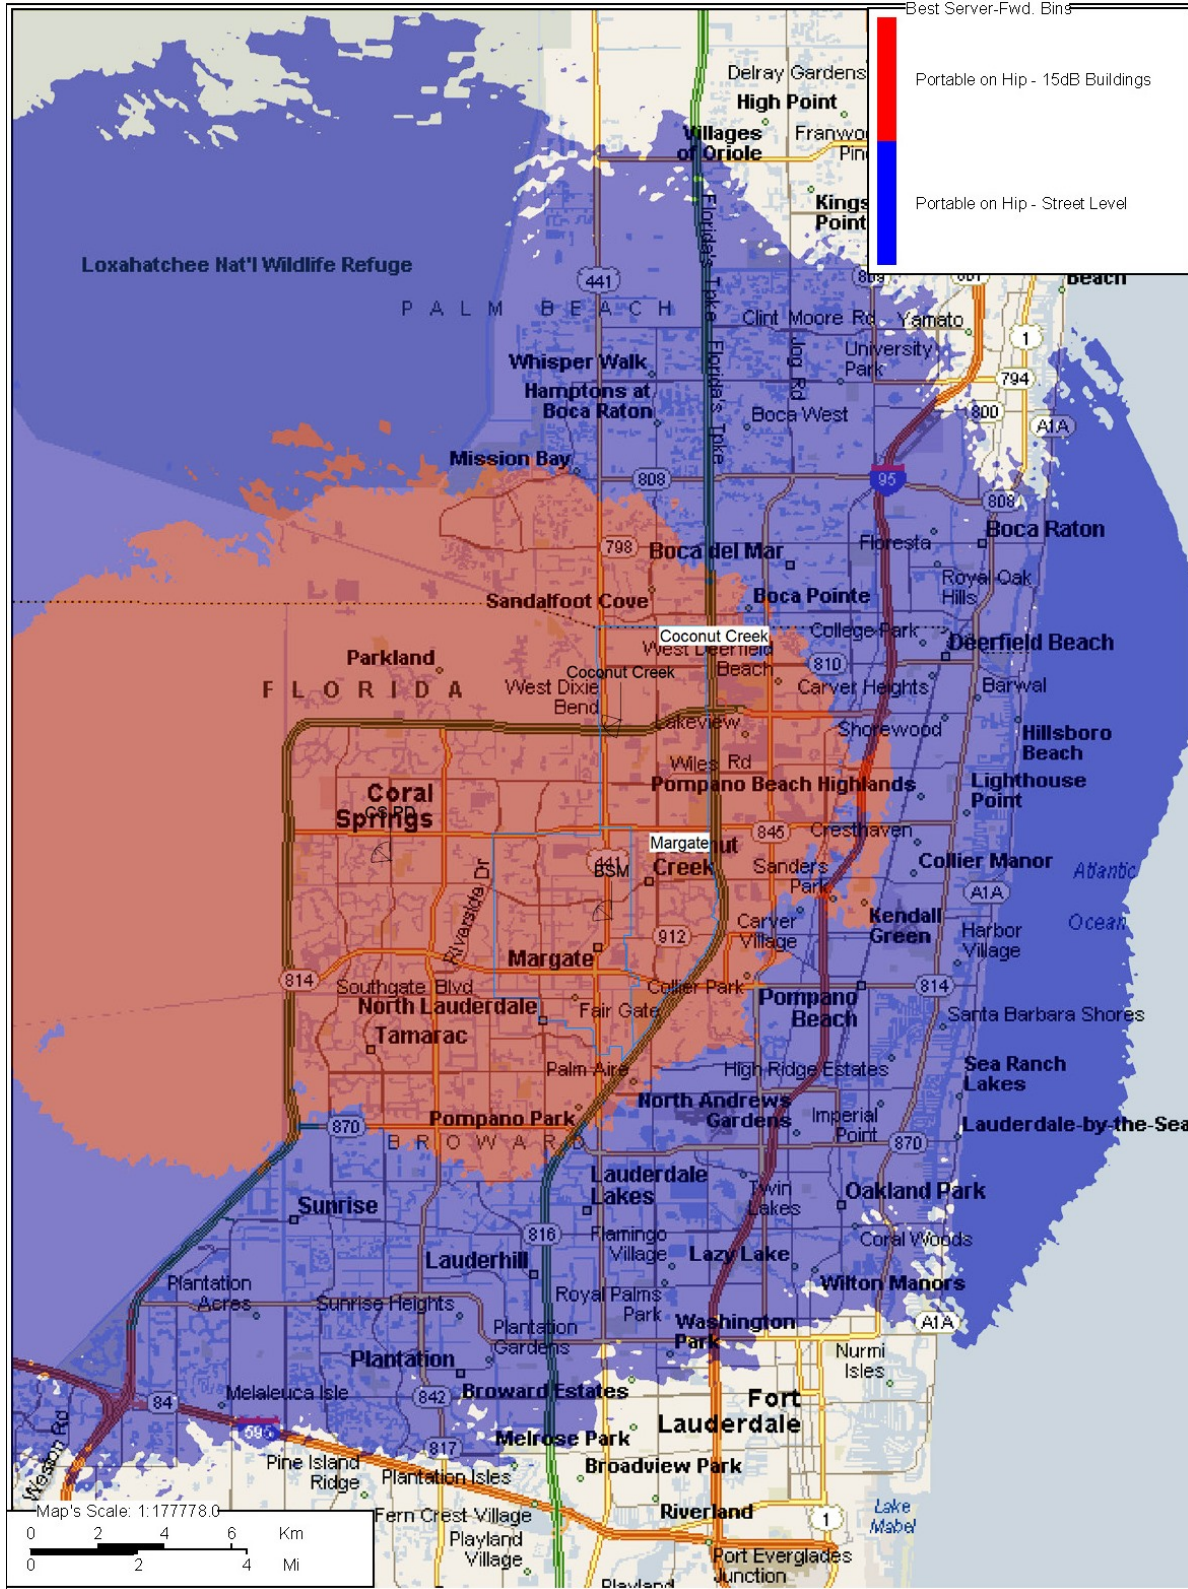 Best Server-Fwd. Bins
Portable on Hip - 15dB Buildings
Portable on Hip - Street Level
Delray Gardens
High Point
Villages
of Oriole
Kings
Point
Beach
Loxahatchee Nat'l Wildlife Refuge
441
Florida's Tpke
Florida's Tpke
PALM BEACH
Clint Moore Rd
Yamato
1
Jog Rd
University
Park
Whisper Walk
794
Hamptons at
Boca Raton
Boca West
800
A1A
Mission Bay
808
95
808
Boca Raton
798
Boca del Mar
Floresta
Royal Oak
Hills
Sandalfoot Cove
Boca Pointe
Coconut Creek
College Park
Deerfield Beach
West Deerfield
Beach
810
Parkland
Coconut Creek
FLORIDA
West Dixie
Bend
Carver Heights
Barwal
Lakeview
Shorewood
Hillsboro
Beach
Wiles Rd
Pompano Beach Highlands
Lighthouse
Point
Coral
Springs
CS PD
845
Cresthaven
Margate
441
BSM
Creek
Sanders
Park
Collier Manor
Atlantic
Ocean
A1A
Riverside Dr
Kendall
Green
Carver
Village
Harbor
Village
912
Margate
814
Southgate Blvd
Collier Park
814
North Lauderdale
Fair Gate
Pompano
Beach
Santa Barbara Shores
Tamarac
Palm Aire
High Ridge Estates
Sea Ranch
Lakes
North Andrews
Gardens
Imperial
Point
Pompano Park
870
BROWARD
870
Lauderdale-by-the-Sea
Lauderdale
Lakes
Twin
Lakes
Oakland Park
Sunrise
816
Flamingo
Village
Lazy Lake
Coral Woods
Lauderhill
Plantation
Acres
Sunrise Heights
Royal Palms
Park
Wilton Manors
Plantation
Gardens
Washington
Park
A1A
Nurmi
Isles
Plantation
84
Melaleuca Isle
842
Broward Estates
Fort
Lauderdale
595
817
Melrose Park
Weston Rd
Pine Island
Ridge
Plantation Isles
Broadview Park
Fern Crest Village
Riverland
1
Lake
Mabel
Playland
Village
Port Everglades
Junction
Playland
Map's Scale: 1:177778.0
0 2 4 6 Km
0 2 4 Mi